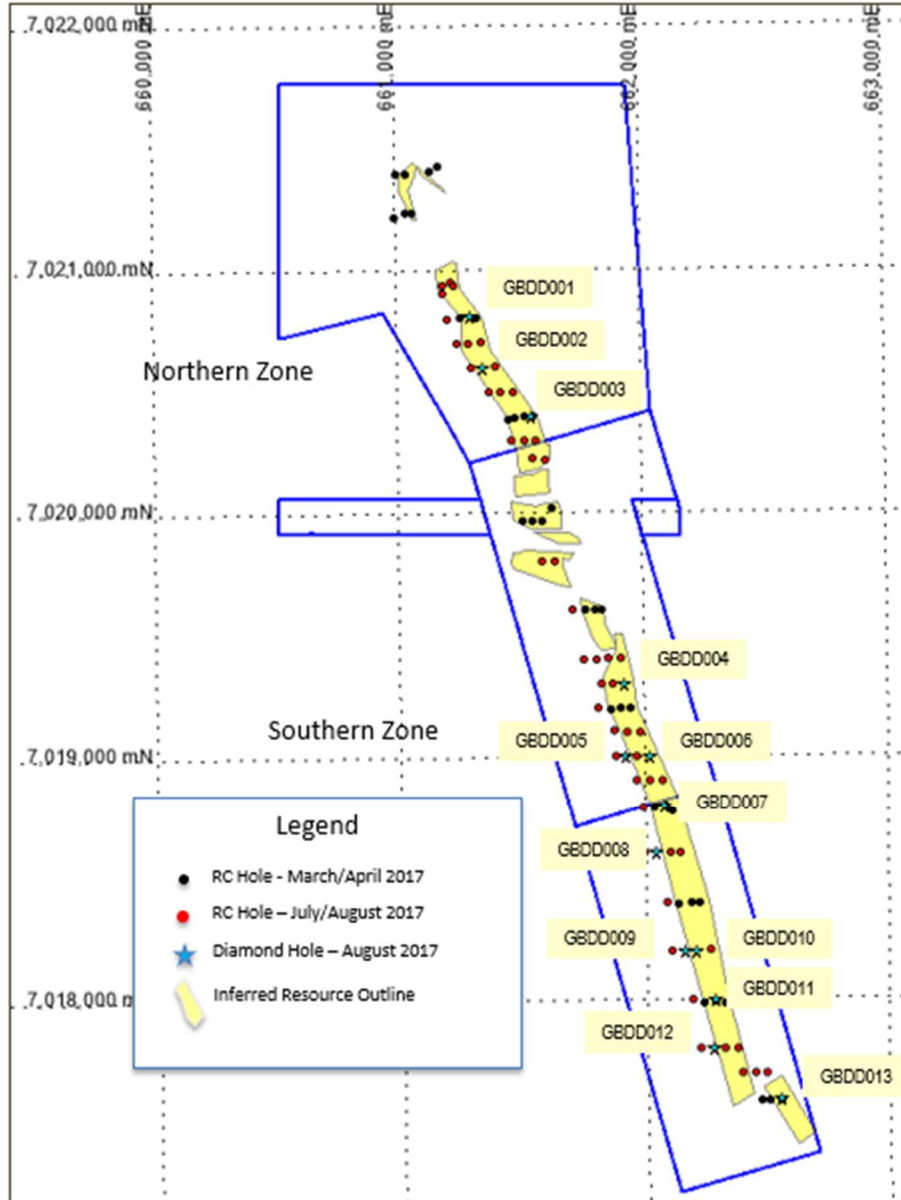 7,022,000 mN
660,000 mE
661,000 mE
662,000 mE
663,000 mE
7,021,000 mN
GBDD001
GBDD002
Northern Zone
GBDD003
7,020,000 mN
GBDD004
Southern Zone
GBDD005
GBDD006
7,019,000 mN
GBDD007
Legend
GBDD008
RC Hole - March/April 2017
RC Hole – July/August 2017
GBDD009
GBDD010
Diamond Hole – August 2017
GBDD011
Inferred Resource Outline
7,018,000 m
GBDD012
GBDD013